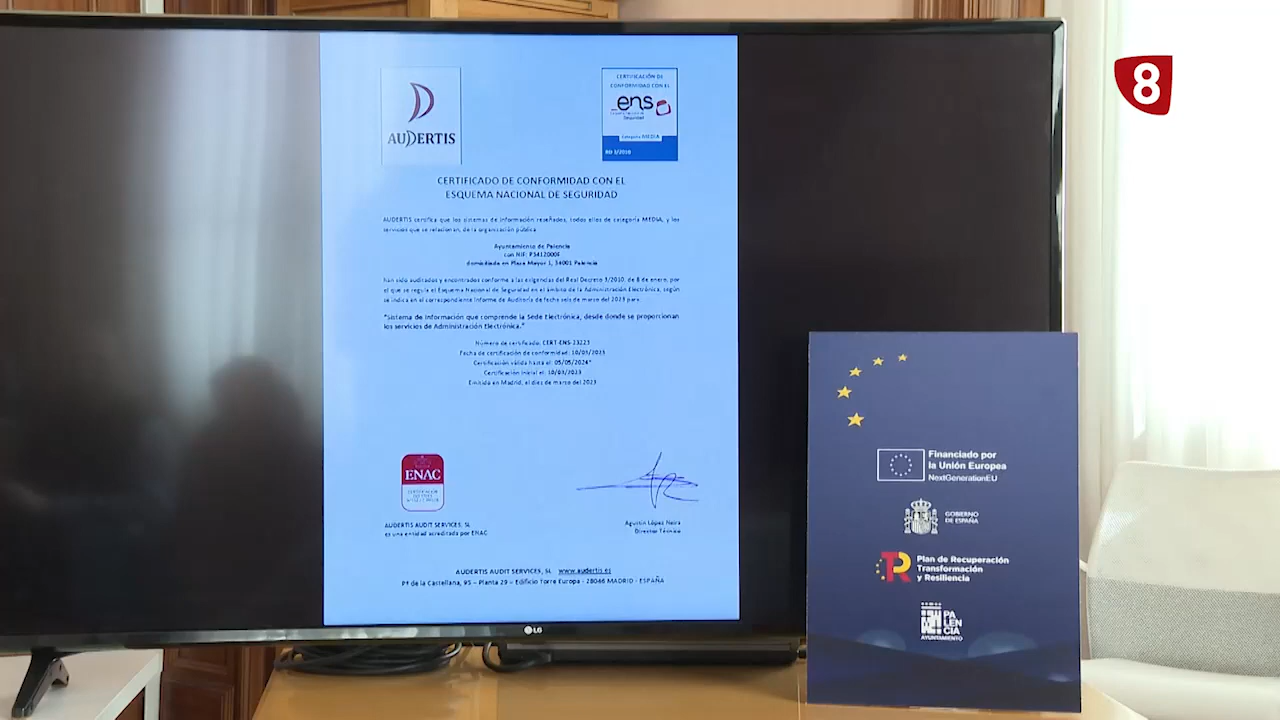 8
AUDERTIS
CERTIFICACIÓN DE
CONFORMIDAD CON EL
ens
Seguridad
Categoría MEDIA
RD 3/2010
CERTIFICADO DE CONFORMIDAD CON EL
ESQUEMA NACIONAL DE SEGURIDAD
AUDERTIS certifica que los sistemas de información reseñados, todos ellos de categoría MEDIA, y los
servicios que se relacionan, de la organización pública
Ayuntamiento de Palencia
con NIF: P3412000F
domiciliada en Plaza Mayor 1, 34001 Palencia
han sido auditados y encontrados conforme a las exigencias del Real Decreto 3/2010, de 8 de enero, por
el que se regula el Esquema Nacional de Seguridad en el ámbito de la Administración Electrónica, según
se indica en el correspondiente Informe de Auditoría de fecha seis de marzo del 2023 para:
"Sistema de Información que comprende la Sede Electrónica, desde donde se proporcionan
los servicios de Administración Electrónica."
Número de certificado: CERT-ENS-23223
Fecha de certificación de conformidad: 10/03/2023
Certificación válida hasta el: 05/05/2024*
Certificación inicial el: 10/03/2023
Emitido en Madrid, el diez de marzo del 2023
ENAC
AUDERTIS AUDIT SERVICES, SL
es una entidad acreditada por ENAC
Agustín López Neira
Director Técnico
AUDERTIS AUDIT SERVICES, SL www.audertis.es
Pº de la Castellana, 95 – Planta 29 – Edificio Torre Europa - 28046 MADRID - ESPAÑA
LG
Financiado por
la Unión Europea
NextGenerationEU
GOBIERNO
DE ESPAÑA
Plan de Recuperación
Transformación
y Resiliencia
PA
LEN
CIA
AYUNTAMIENTO